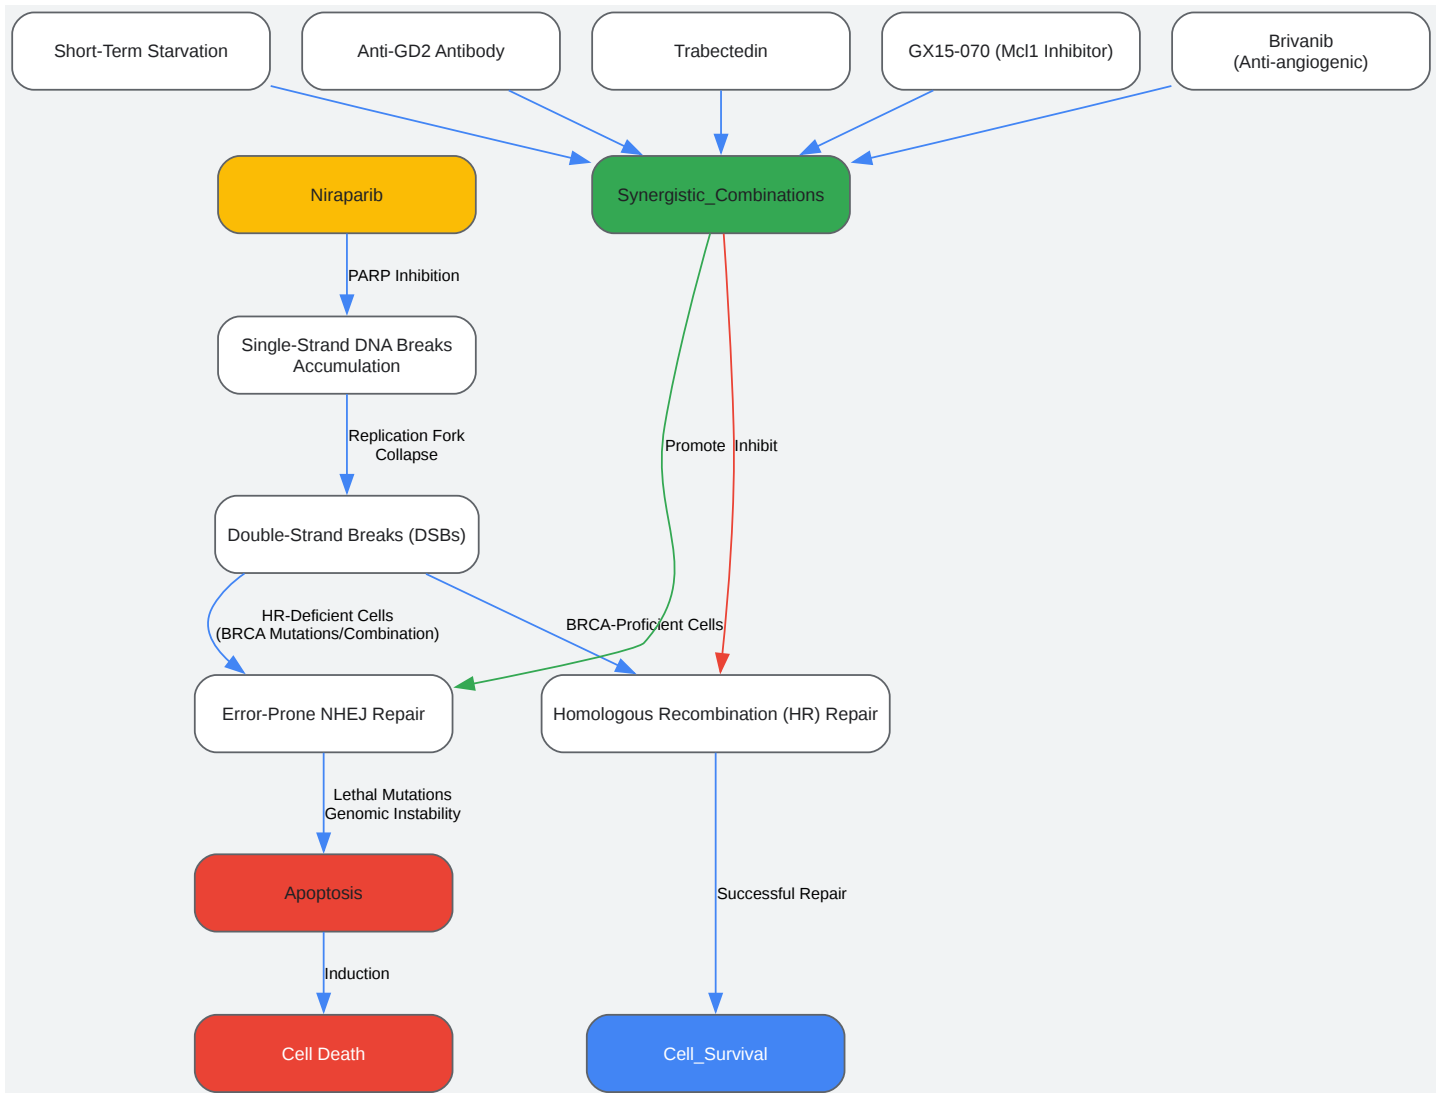 Short-Term Starvation
Anti-GD2 Antibody
Trabectedin
GX15-070 (Mcl1 Inhibitor)
Brivanib
(Anti-angiogenic)
Niraparib
Synergistic_Combinations
PARP Inhibition
Single-Strand DNA Breaks
Accumulation
Replication Fork
Collapse
Promote
Inhibit
Double-Strand Breaks (DSBs)
HR-Deficient Cells
(BRCA Mutations/Combination)
BRCA-Proficient Cells
Error-Prone NHEJ Repair
Homologous Recombination (HR) Repair
Lethal Mutations
Genomic Instability
Apoptosis
Successful Repair
Induction
Cell Death
Cell_Survival